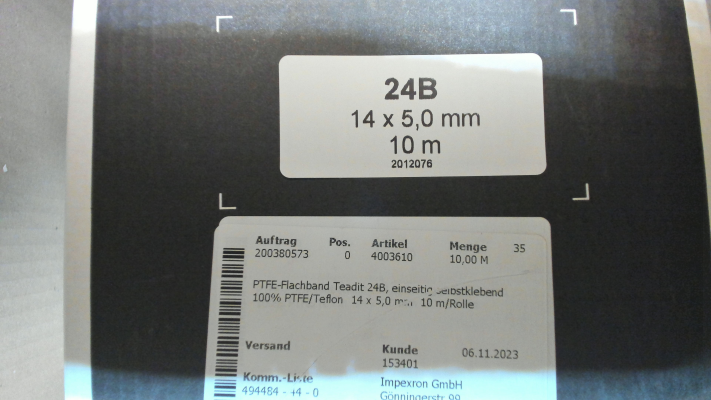 24B
14 x 5,0 mm
10 m
2012076
Auftrag Pos. Artikel Menge 35
200380573 0 4003610 10,00 M
PTFE-Flachband Teadit 24B, einseitig selbstklebend
100% PTFE/Teflon 14 x 5,0 mm, 10 m/Rolle
Versand Kunde 06.11.2023
153401
Komm.-Liste Impexron GmbH
494484 - +4 - 0 Gönningerstr. 99